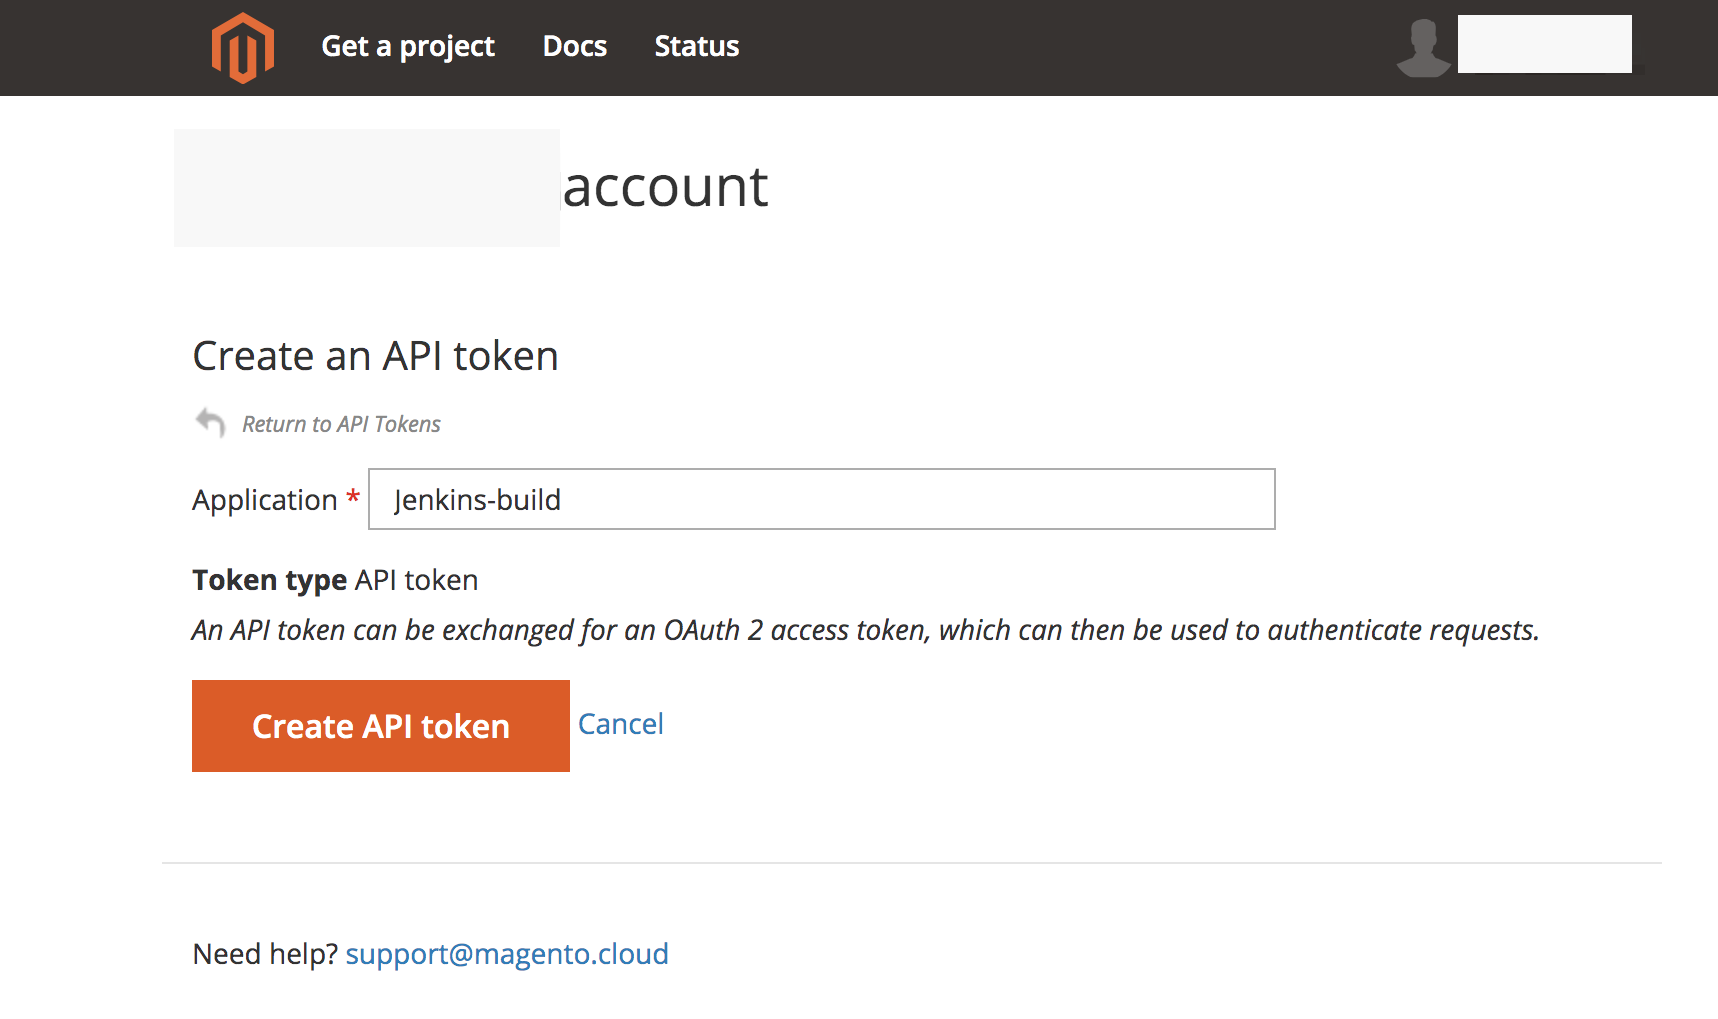 Get a project Docs Status
account
Create an API token
Return to API Tokens
Application * Jenkins-build
Token type API token
An API token can be exchanged for an OAuth 2 access token, which can then be used to authenticate requests.
Create API token Cancel
Need help? support@magento.cloud